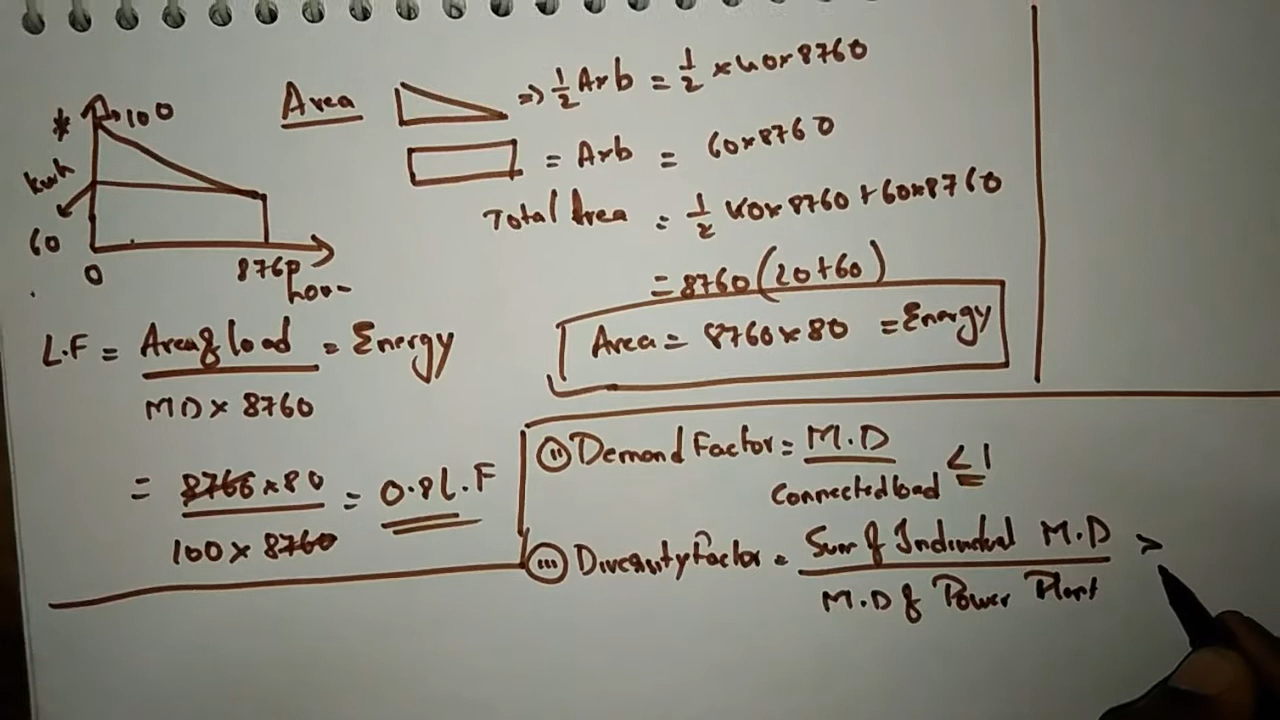 * 100
kwh
60
0
8760
hour
Area ⇒ 1/2 A×b = 1/2 × 40×8760
= A×b = 60×8760
Total Area = 1/2 40×8760 + 60×8760
= 8760(20+60)
Area = 8760×80 = Energy
L.F = Area of load / MD × 8760 = Energy
= 8766×80 / 100×8760 = 0.8 L.F
(ii) Demand Factor = M.D / Connected load ≤ 1
(iii) Diversity Factor = Sum of Individual M.D / M.D of Power Plant >